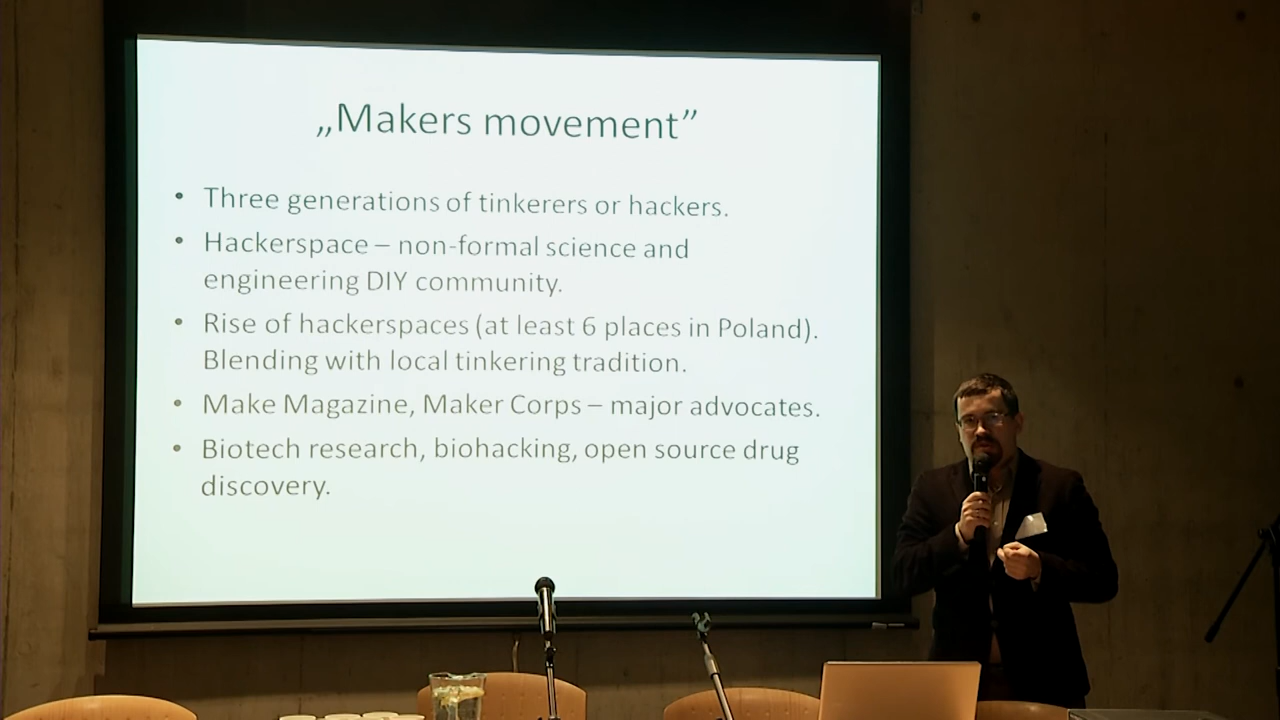 „Makers movement”
• Three generations of tinkerers or hackers.
• Hackerspace – non-formal science and
engineering DIY community.
• Rise of hackerspaces (at least 6 places in Poland).
Blending with local tinkering tradition.
• Make Magazine, Maker Corps – major advocates.
• Biotech research, biohacking, open source drug
discovery.